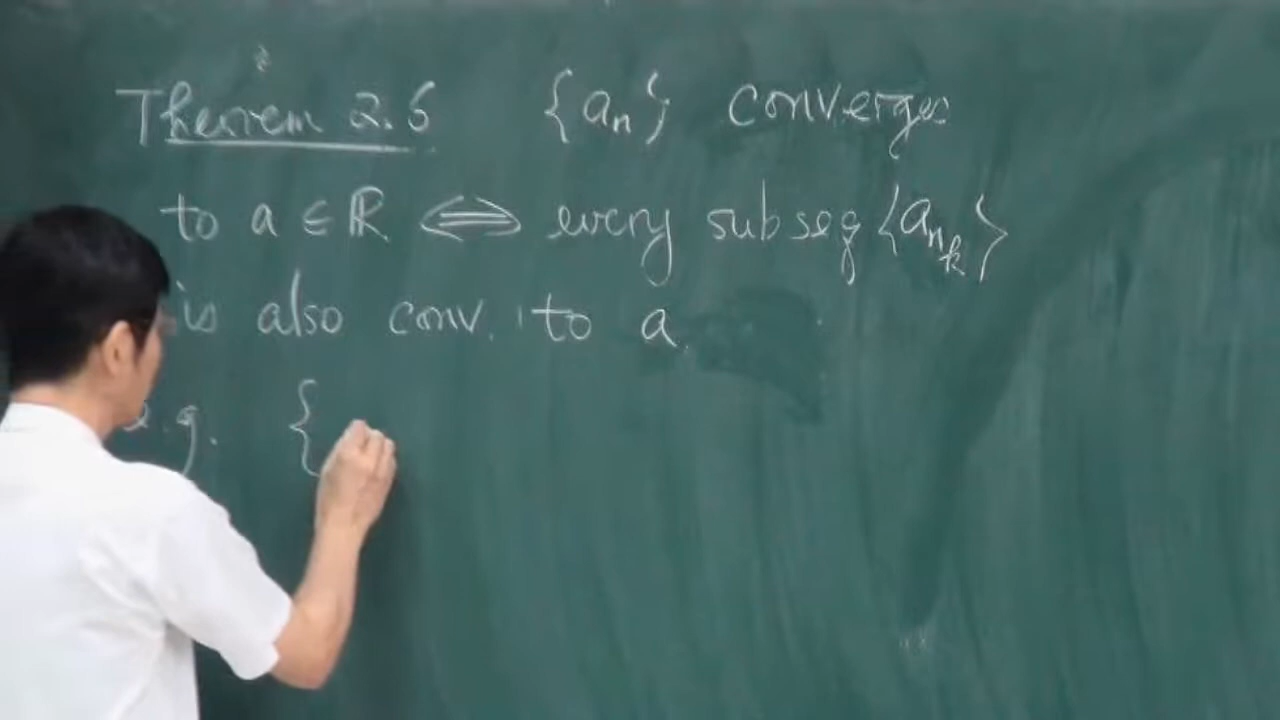 Theorem 2.6 {aₙ} converges
to a ∈ ℝ ⟺ every subseq {aₙₖ}
is also conv. to a.
e.g. {